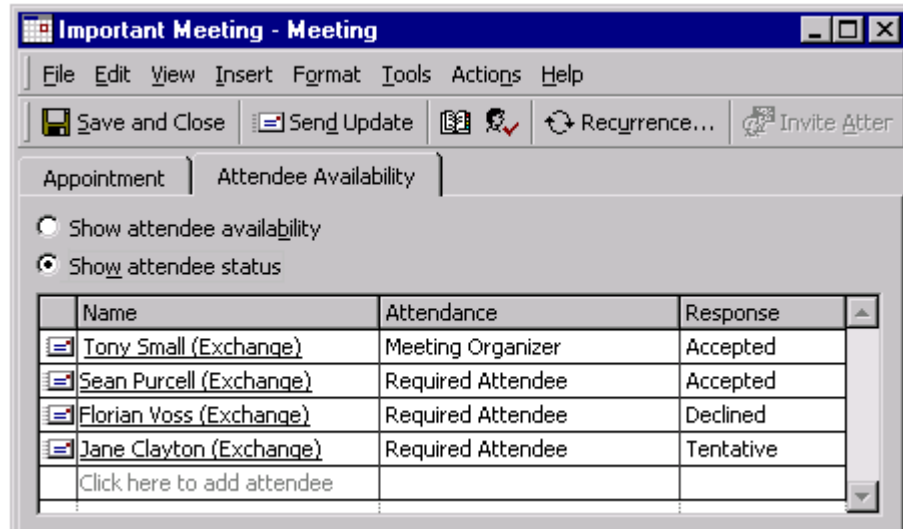 Important Meeting - Meeting
File Edit View Insert Format Tools Actions Help
Save and Close Send Update Recurrence... Invite Atter
Appointment Attendee Availability
Show attendee availability
Show attendee status
Name Attendance Response
Tony Small (Exchange) Meeting Organizer Accepted
Sean Purcell (Exchange) Required Attendee Accepted
Florian Voss (Exchange) Required Attendee Declined
Jane Clayton (Exchange) Required Attendee Tentative
Click here to add attendee